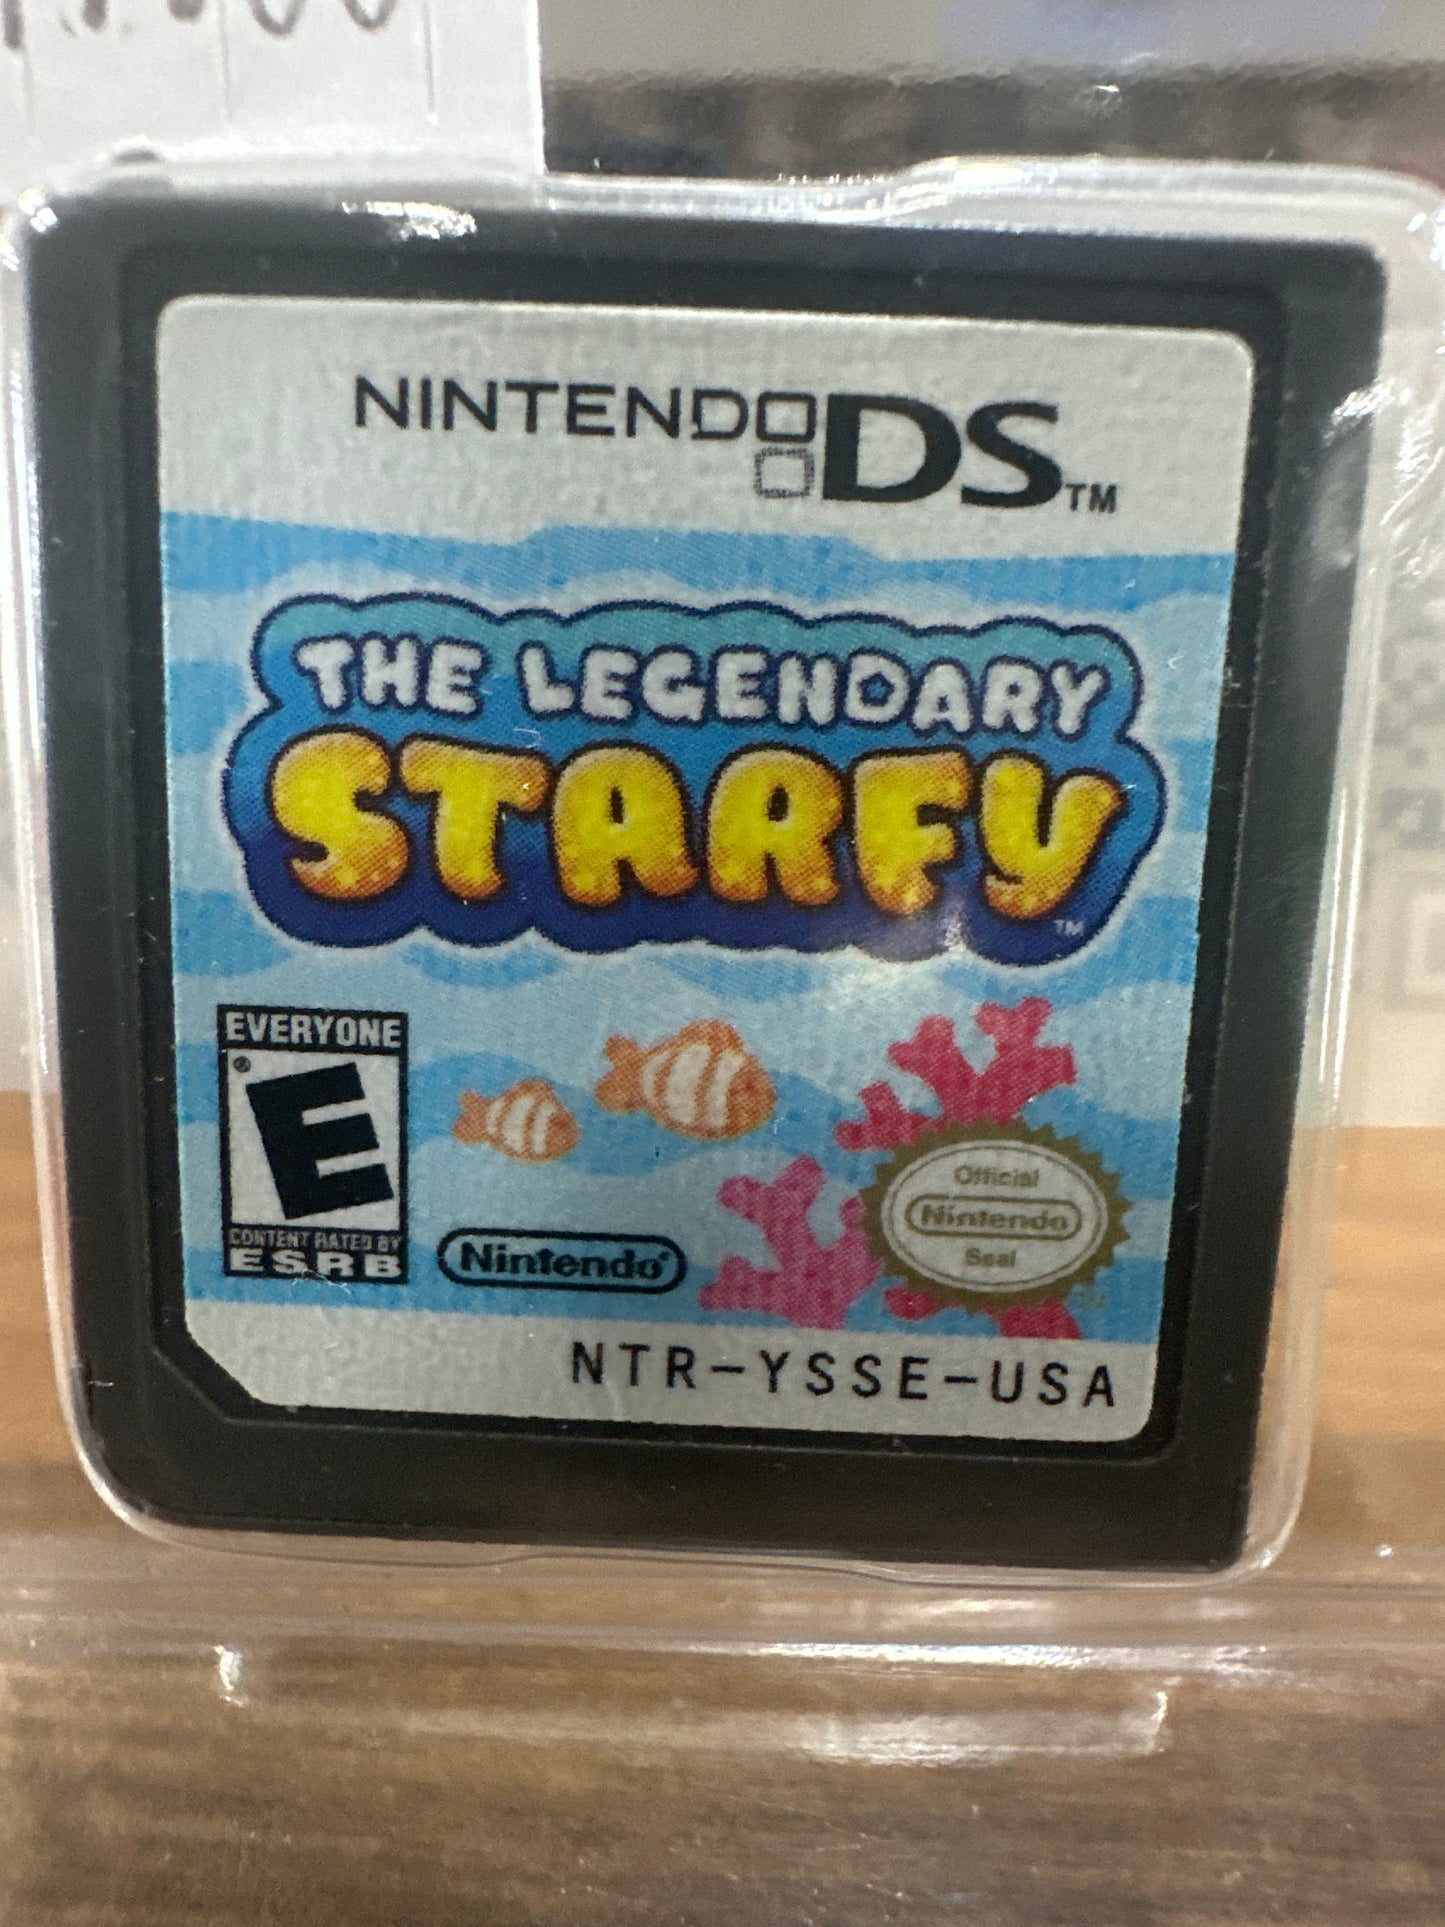 NINTENDO DS™
THE LEGENDARY
STARFY™
EVERYONE
®
E
CONTENT RATED BY
ESRB
Nintendo®
Official
Nintendo
Seal
NTR-YSSE-USA